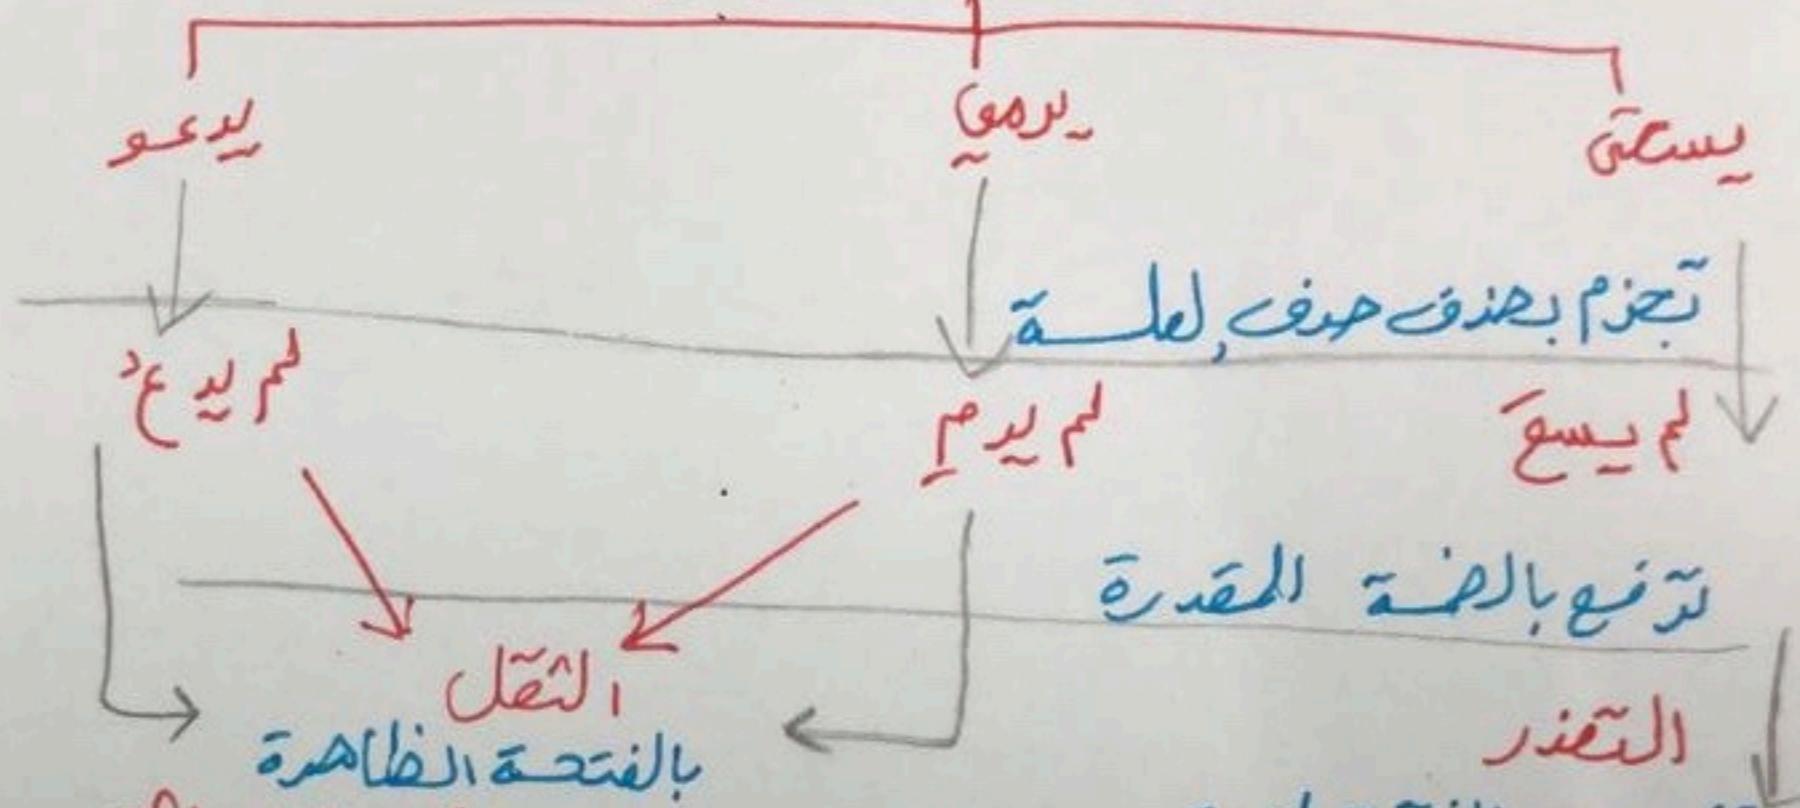 يسعى يرمي يدعو
تجزم بحذف حرف العلة
لم يسعَ لم يرمِ لم يدعُ
ترفع بالضمة المقدرة
التعذر الثقل
بالفتحة الظاهرة